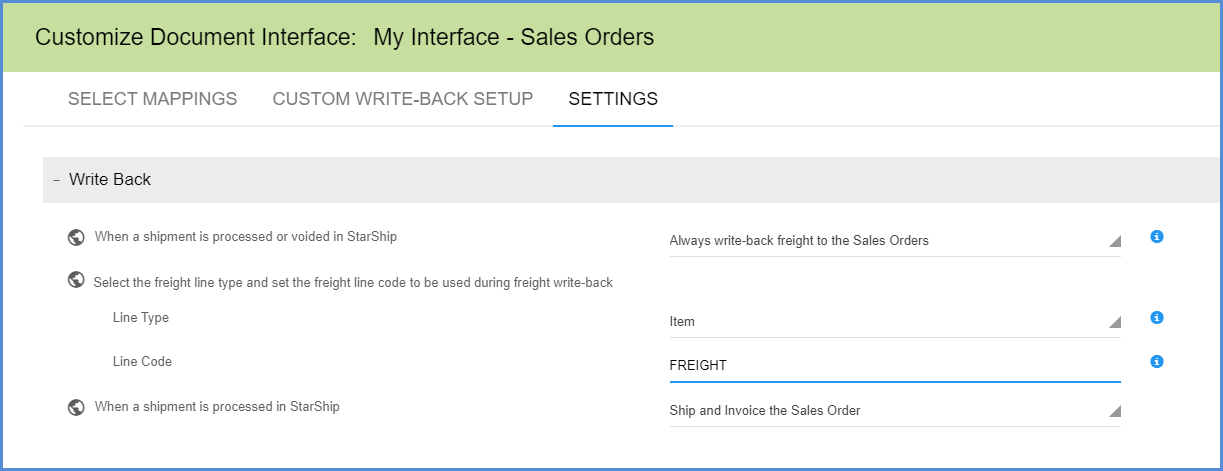 Customize Document Interface: My Interface - Sales Orders
SELECT MAPPINGS CUSTOM WRITE-BACK SETUP SETTINGS
− Write Back
When a shipment is processed or voided in StarShip Always write-back freight to the Sales Orders
Select the freight line type and set the freight line code to be used during freight write-back
Line Type Item
Line Code FREIGHT
When a shipment is processed in StarShip Ship and Invoice the Sales Order